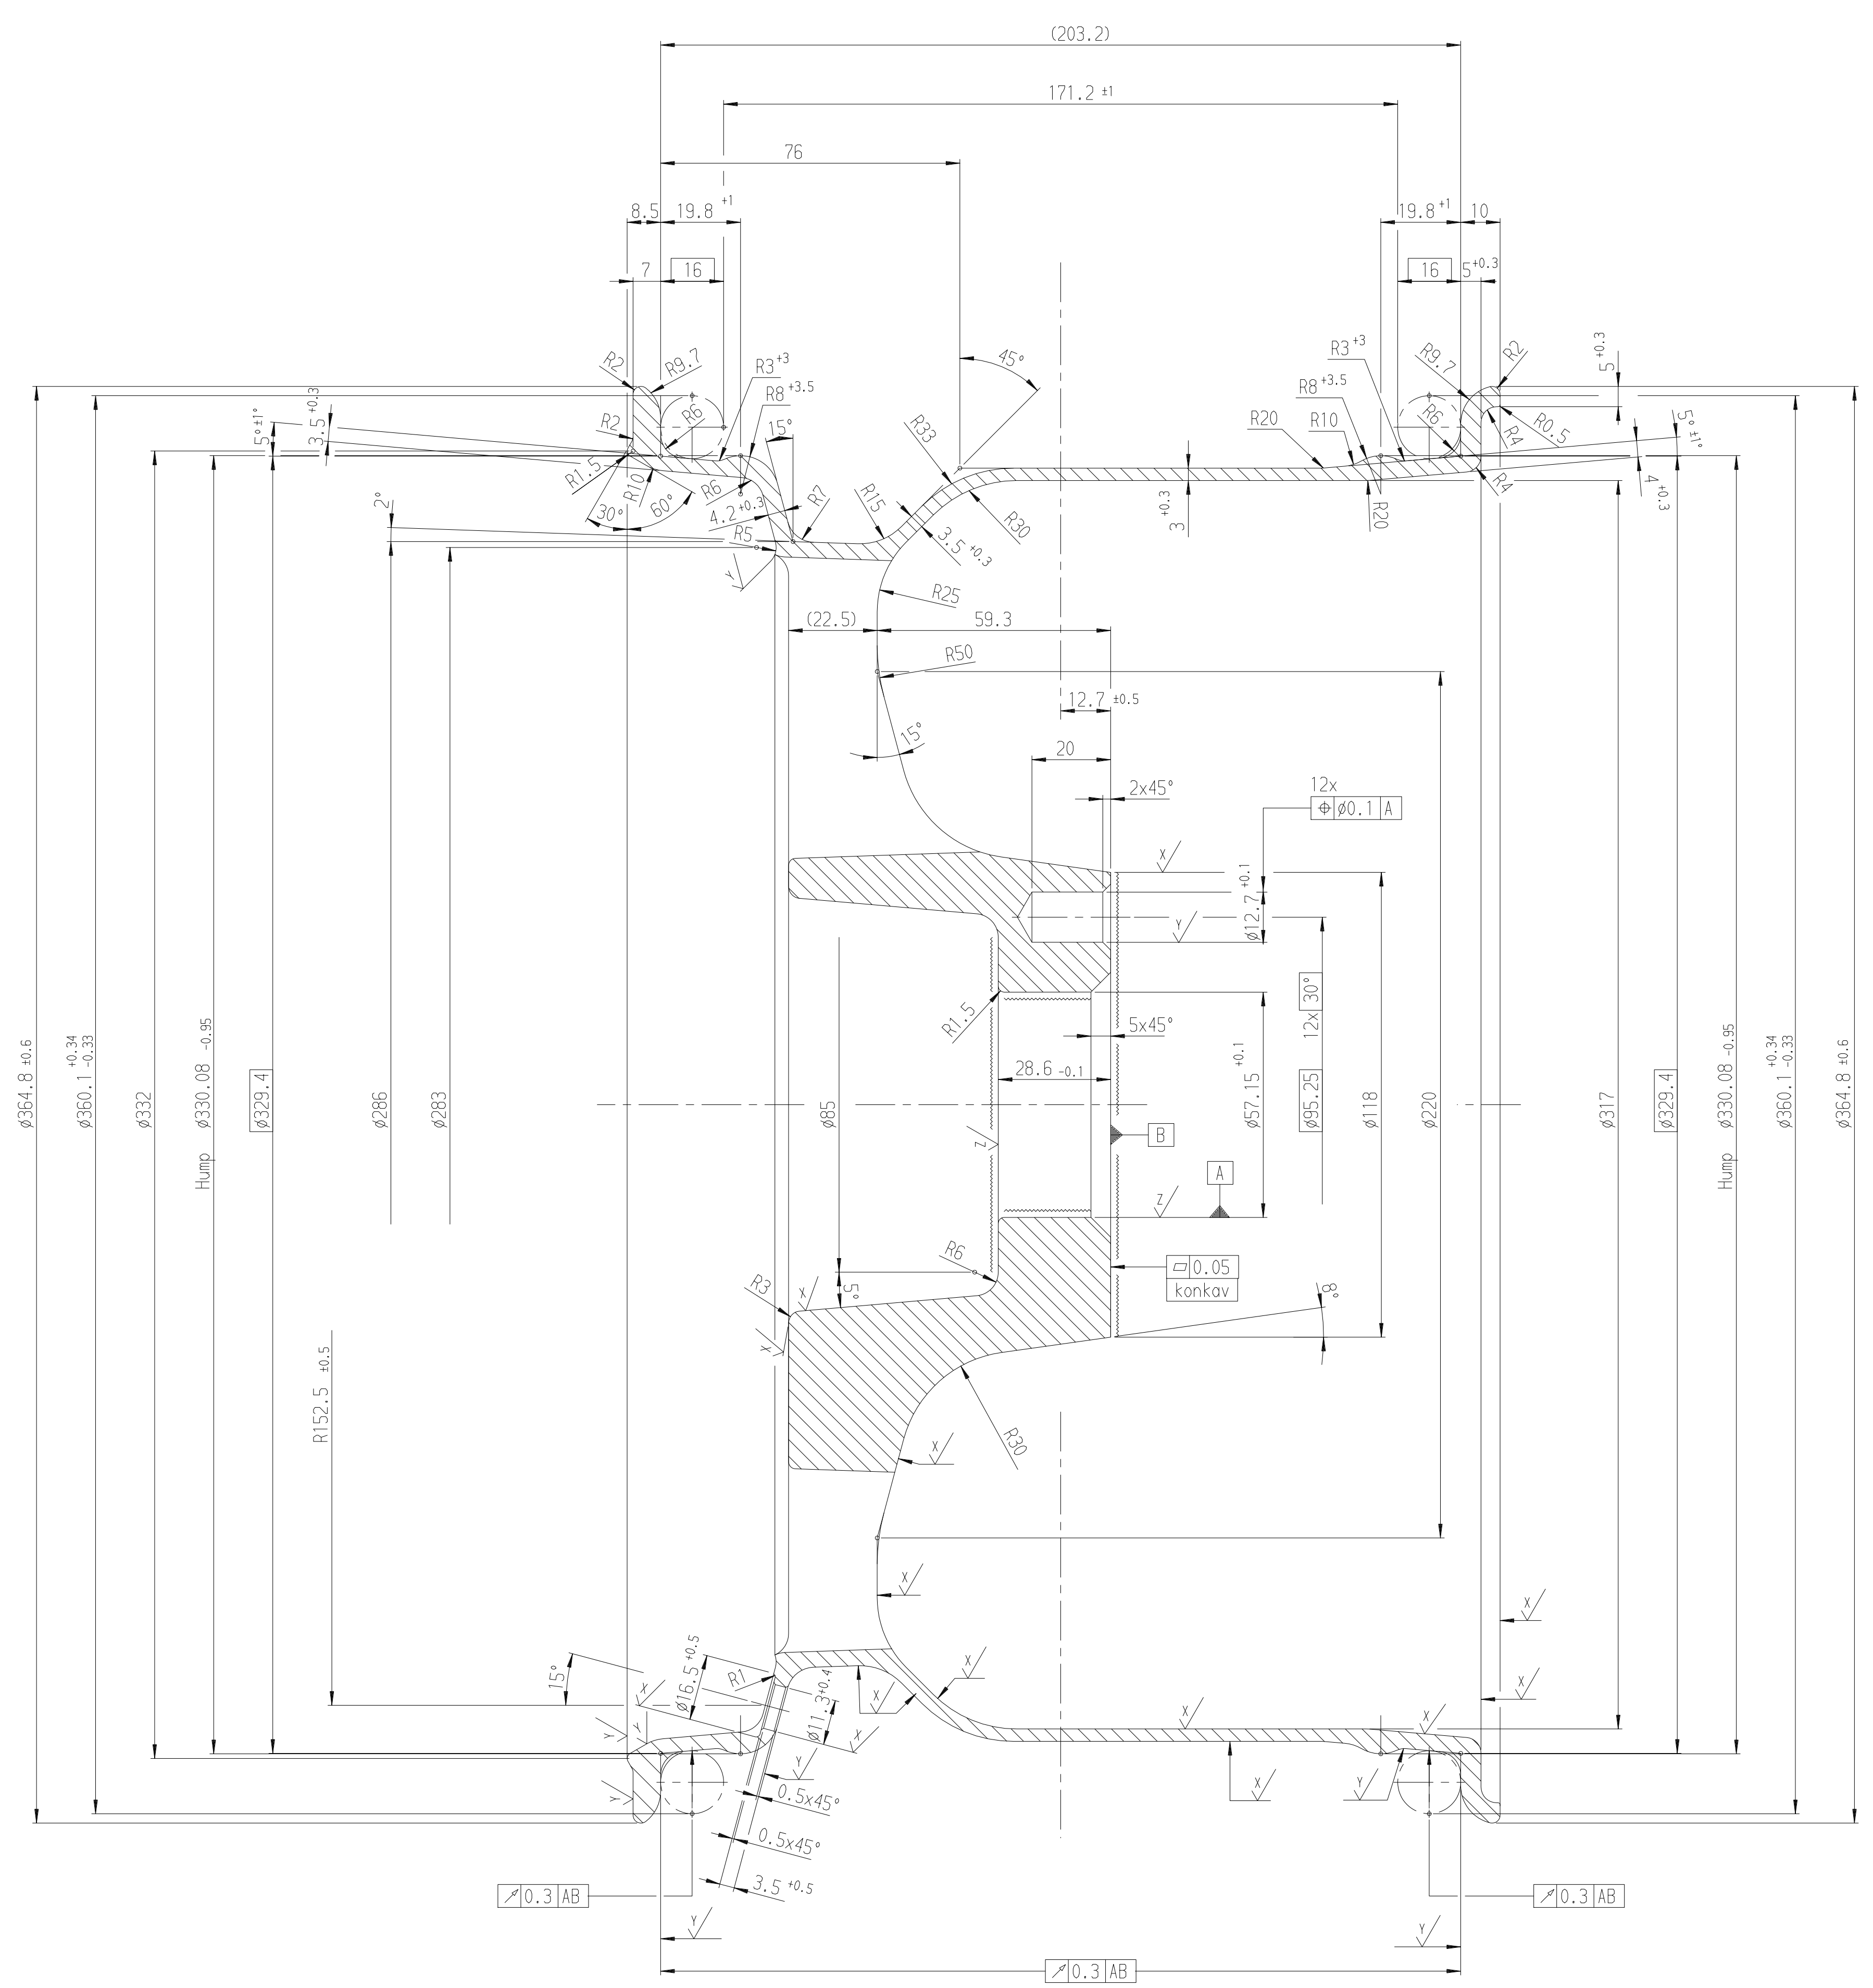 (203.2)
171.2 ±1
76
8.5 19.8 +1
19.8 +1 10
7 16
16 5 +0.3
45°
R2 R9.7
R3 +3
R8 +3.5
15°
R6
R2
R1.5
R10
30° 60°
R6
4.2 +0.3
R5
R7
R15
R33
R30
3.5 +0.3
R25
R3 +3
R8 +3.5
R20
R10
R9.7
R2
R6
R4
R0.5
R4
R20
3 +0.3
5 +0.3
5° ±1°
4 +0.3
5° ±1°
3.5 +0.3
2°
Y
(22.5) 59.3
R50
12.7 ±0.5
15°
20
2x45°
12x
⌖ ø0.1 A
X
ø12.7 +0.1
Y
R1.5
5x45°
28.6 -0.1
12x 30°
ø364.8 ±0.6
ø360.1 +0.34 -0.33
ø332
Hump ø330.08 -0.95
ø329.4
ø286
ø283
ø85
ø57.15 +0.1
ø95.25
ø118
ø220
ø317
ø329.4
Hump ø330.08 -0.95
ø360.1 +0.34 -0.33
ø364.8 ±0.6
Z
B
A
Z
R6
5°
R3
X
X
⏥ 0.05
konkav
8°
R152.5 ±0.5
R30
X
X
X
15°
ø16.5 +0.5
R1
ø11.3 +0.4
X
X
X
X
X
X
X
Y
Y
X
Y
0.5x45°
0.5x45°
3.5 +0.5
Y
X
Y
↗ 0.3 AB
↗ 0.3 AB
Y
Y
↗ 0.3 AB